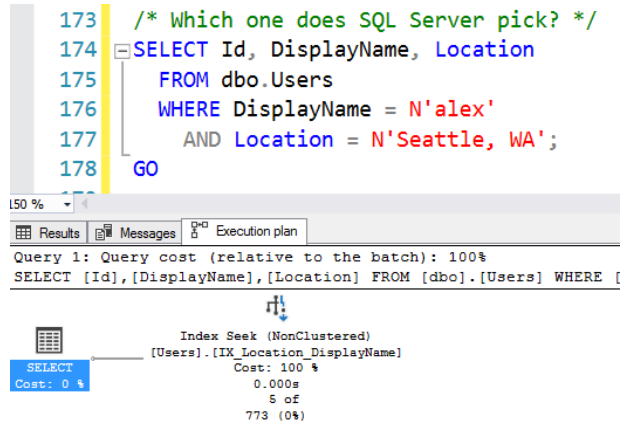 173 /* Which one does SQL Server pick? */
174 SELECT Id, DisplayName, Location
175 FROM dbo.Users
176 WHERE DisplayName = N'alex'
177 AND Location = N'Seattle, WA';
178 GO
150 %
Results Messages Execution plan
Query 1: Query cost (relative to the batch): 100%
SELECT [Id],[DisplayName],[Location] FROM [dbo].[Users] WHERE [
Index Seek (NonClustered)
[Users].[IX_Location_DisplayName]
SELECT Cost: 100 %
Cost: 0 % 0.000s
5 of
773 (0%)